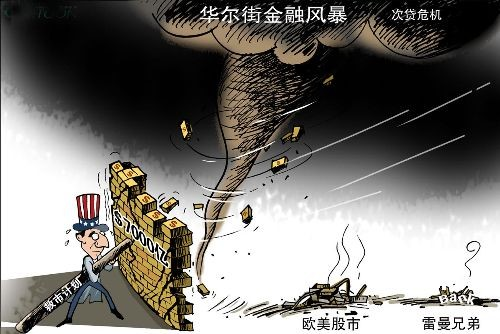 华尔街金融风暴
次贷危机
$7000亿
救市计划
Bank
欧美股市
雷曼兄弟